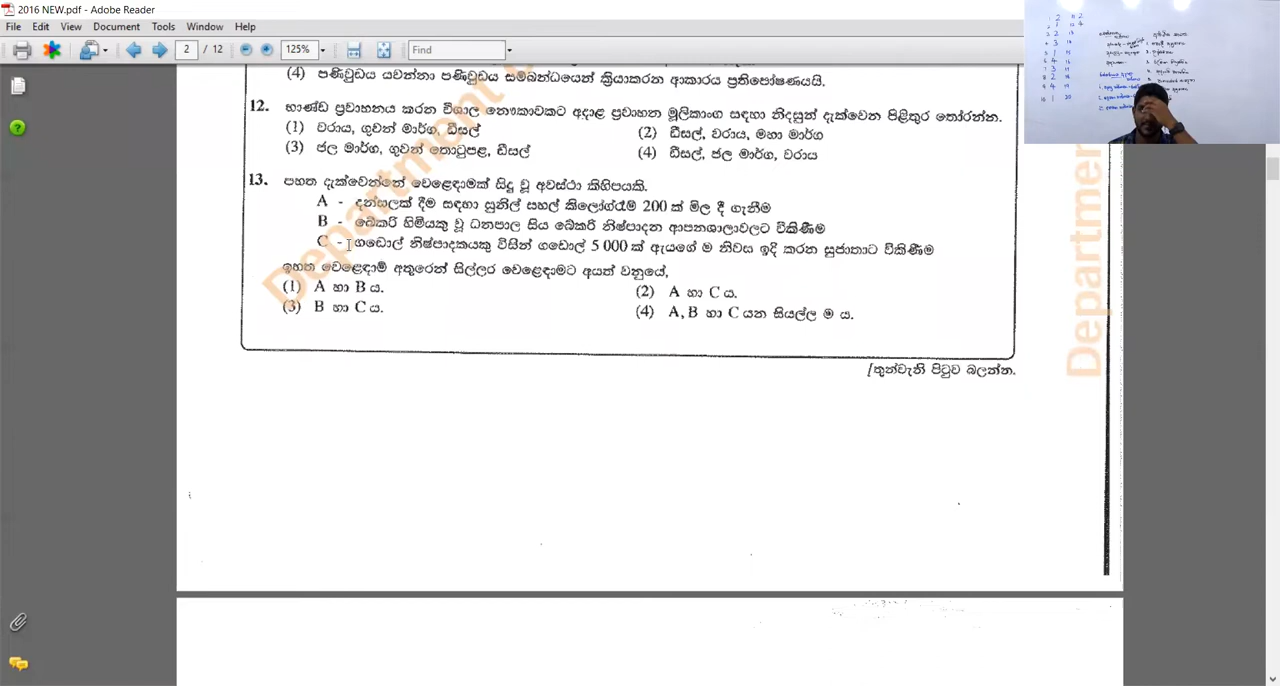 2016 NEW.pdf - Adobe Reader
File Edit View Document Tools Window Help
2 / 12 125% Find
(4) පණිවුඩය යවන්නා පණිවුඩය සම්බන්ධයෙන් ක්‍රියාකරන ආකාරය ප්‍රතිපෝෂණයයි.
12. භාණ්ඩ ප්‍රවාහනය කරන විශාල නෞකාවකට අදාළ ප්‍රවාහන මූලිකාංග සඳහා නිදසුන් දැක්වෙන පිළිතුර තෝරන්න.
(1) වරාය, ගුවන් මාර්ග, ඩීසල් (2) ඩීසල්, වරාය, මහා මාර්ග
(3) ජල මාර්ග, ගුවන් තොටුපළ, ඩීසල් (4) ඩීසල්, ජල මාර්ග, වරාය
13. පහත දැක්වෙන්නේ වෙළෙඳාමක් සිදු වූ අවස්ථා කිහිපයකි.
A - දන්සලක් දීම සඳහා සුනිල් සහල් කිලෝග්‍රෑම් 200 ක් මිල දී ගැනීම
B - බේකරි හිමියකු වූ ධනපාල සිය බේකරි නිෂ්පාදන ආපනශාලාවලට විකිණීම
C - ගඩොල් නිෂ්පාදකයකු විසින් ගඩොල් 5 000 ක් ඇයගේ ම නිවස ඉදි කරන සුජාතාට විකිණීම
ඉහත වෙළෙඳාම් අතුරෙන් සිල්ලර වෙළෙඳාමට අයත් වනුයේ,
(1) A හා B ය. (2) A හා C ය.
(3) B හා C ය. (4) A, B හා C යන සියල්ල ම ය.
[තුන්වැනි පිටුව බලන්න.
Department
Department